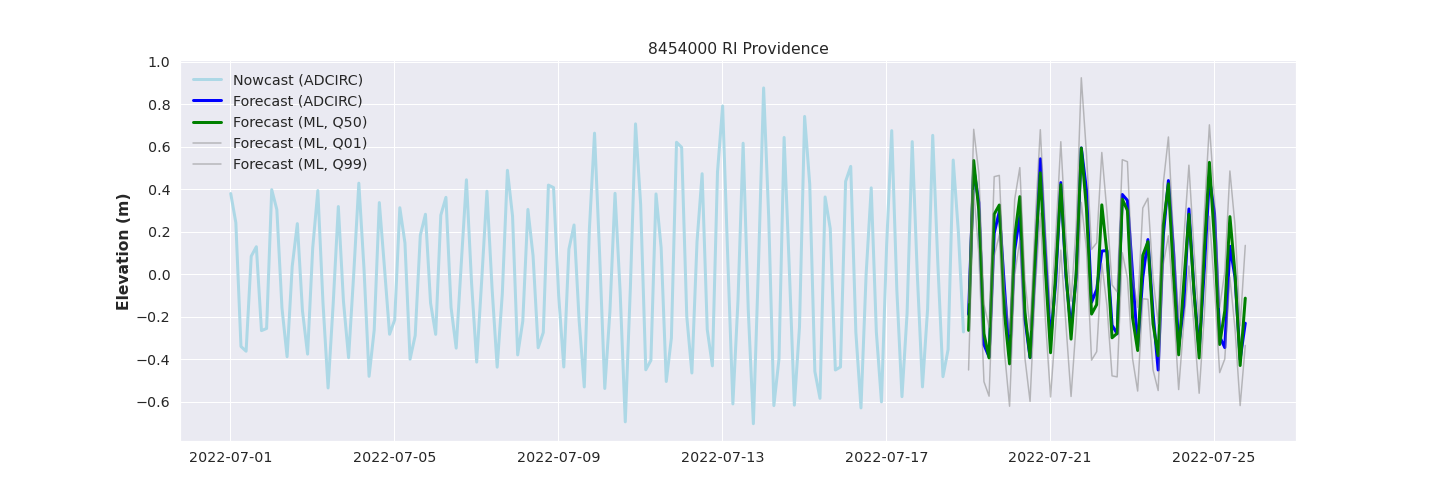 8454000 RI Providence
Elevation (m)
1.0
0.8
0.6
0.4
0.2
0.0
−0.2
−0.4
−0.6
Nowcast (ADCIRC)
Forecast (ADCIRC)
Forecast (ML, Q50)
Forecast (ML, Q01)
Forecast (ML, Q99)
2022-07-01 2022-07-05 2022-07-09 2022-07-13 2022-07-17 2022-07-21 2022-07-25